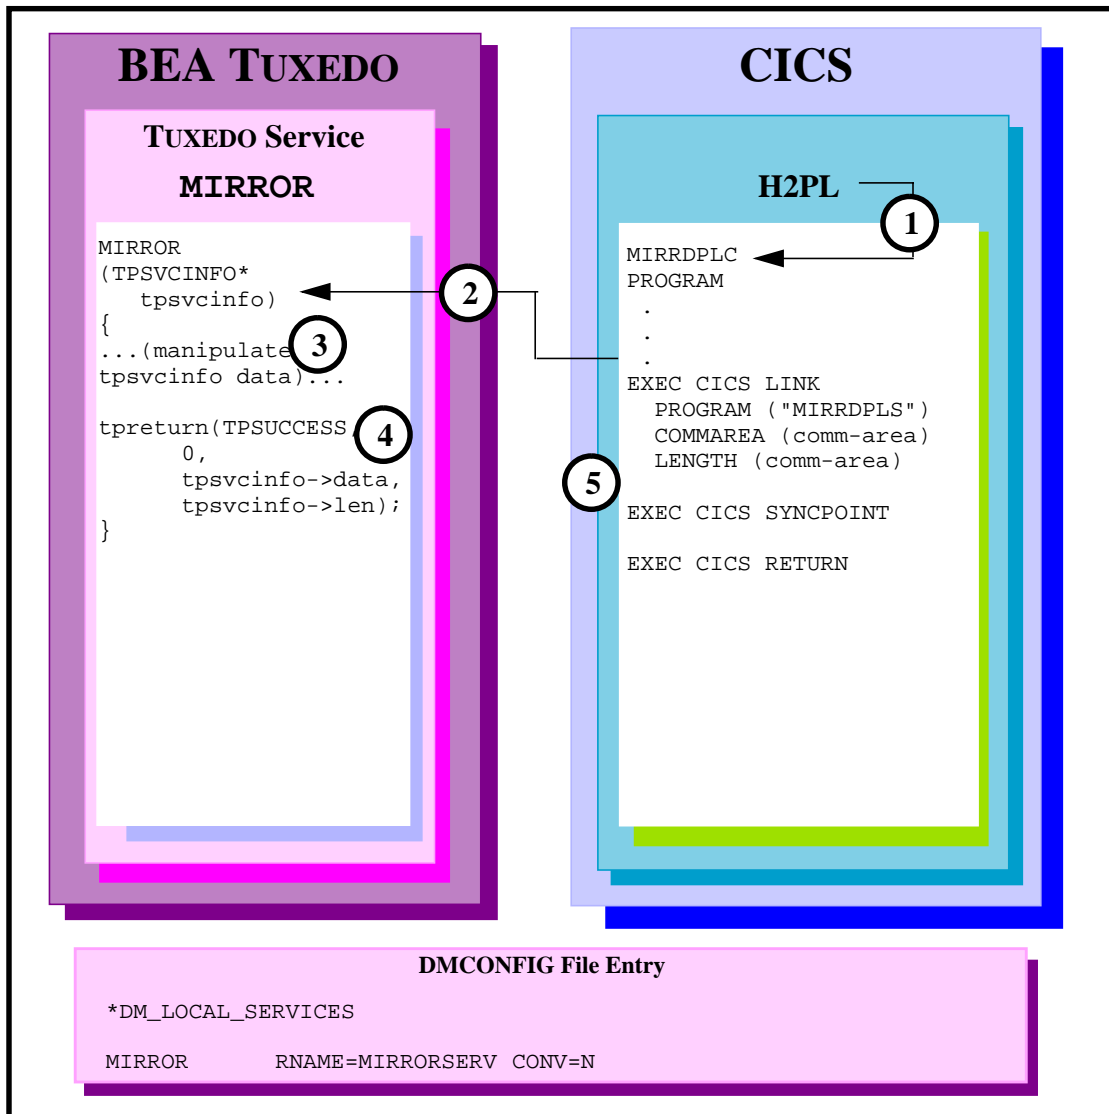 BEA TUXEDO
TUXEDO Service
MIRROR
MIRROR
(TPSVCINFO*
tpsvcinfo)
{
...(manipulate
tpsvcinfo data)...
tpreturn(TPSUCCESS,
0,
tpsvcinfo->data,
tpsvcinfo->len);
}
2
3
4
CICS
H2PL
1
MIRRDPLC
PROGRAM
.
.
.
EXEC CICS LINK
PROGRAM ("MIRRDPLS")
COMMAREA (comm-area)
LENGTH (comm-area)
5
EXEC CICS SYNCPOINT
EXEC CICS RETURN
DMCONFIG File Entry
*DM_LOCAL_SERVICES
MIRROR RNAME=MIRRORSERV CONV=N